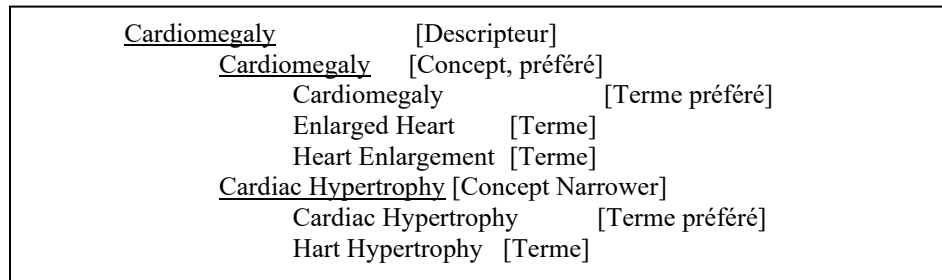 Cardiomegaly [Descripteur]
Cardiomegaly [Concept, préféré]
Cardiomegaly [Terme préféré]
Enlarged Heart [Terme]
Heart Enlargement [Terme]
Cardiac Hypertrophy [Concept Narrower]
Cardiac Hypertrophy [Terme préféré]
Hart Hypertrophy [Terme]